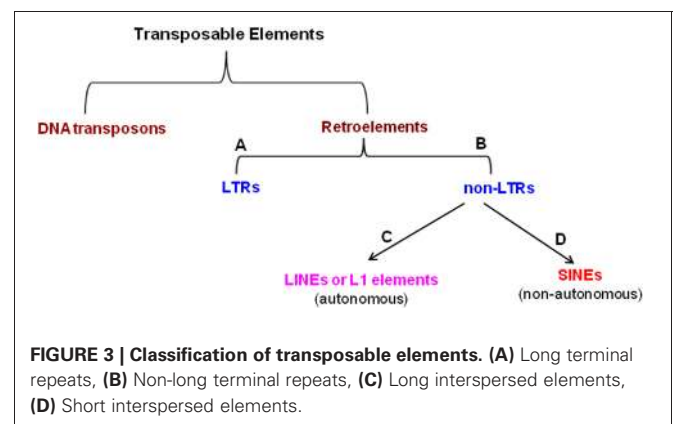 Transposable Elements
DNA transposons
Retroelements
A
B
LTRs
non-LTRs
C
D
LINEs or L1 elements
(autonomous)
SINEs
(non-autonomous)
FIGURE 3 | Classification of transposable elements. (A) Long terminal
repeats, (B) Non-long terminal repeats, (C) Long interspersed elements,
(D) Short interspersed elements.